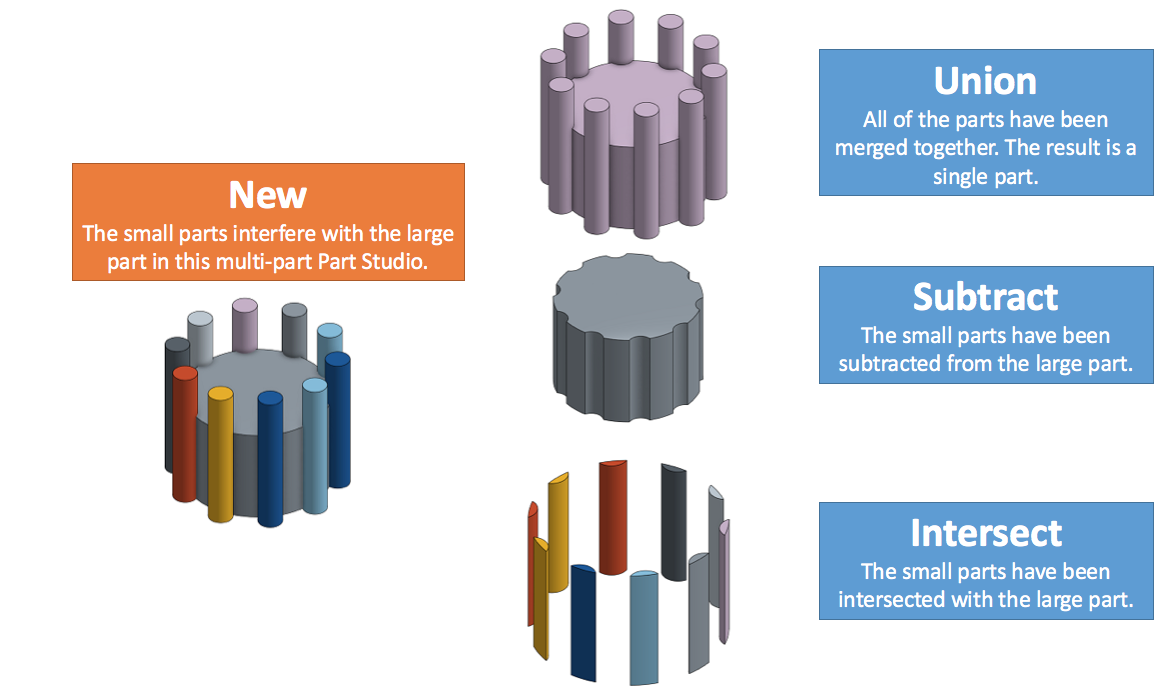 New
The small parts interfere with the large
part in this multi-part Part Studio.
Union
All of the parts have been
merged together. The result is a
single part.
Subtract
The small parts have been
subtracted from the large part.
Intersect
The small parts have been
intersected with the large part.